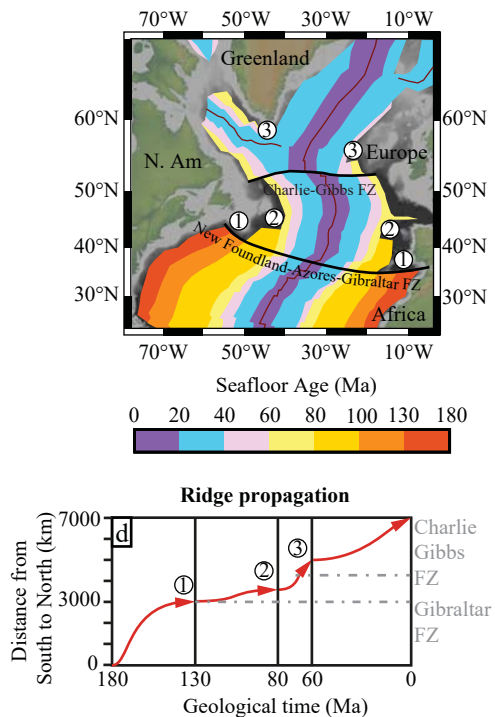 70°W 50°W 30°W 10°W
Greenland
60°N 60°N
③ ③
Europe
N. Am
50°N 50°N
Charlie-Gibbs FZ
① ② ②
40°N 40°N
New Foundland-Azores-Gibraltar FZ
①
30°N 30°N
Africa
70°W 50°W 30°W 10°W
Seafloor Age (Ma)
0 20 40 60 80 100 130 180
Ridge propagation
d
Distance from
South to North (km)
7000
3000
0
① ② ③
Charlie
Gibbs
FZ
Gibraltar
FZ
180 130 80 60 0
Geological time (Ma)